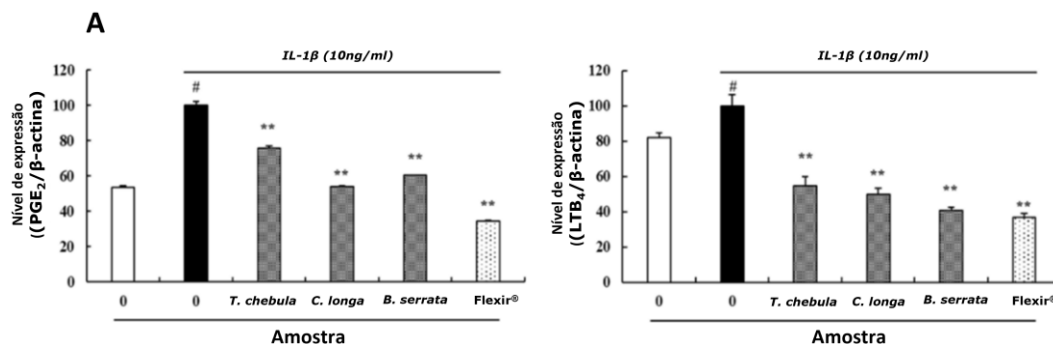 A
IL-1β (10ng/ml)
Nível de expressão
((PGE₂/β-actina)
120
100
80
60
40
20
0
#
**
**
**
**
0
0
T. chebula
C. longa
B. serrata
Flexir®
Amostra
IL-1β (10ng/ml)
Nível de expressão
((LTB₄/β-actina)
120
100
80
60
40
20
0
#
**
**
**
**
0
0
T. chebula
C. longa
B. serrata
Flexir®
Amostra